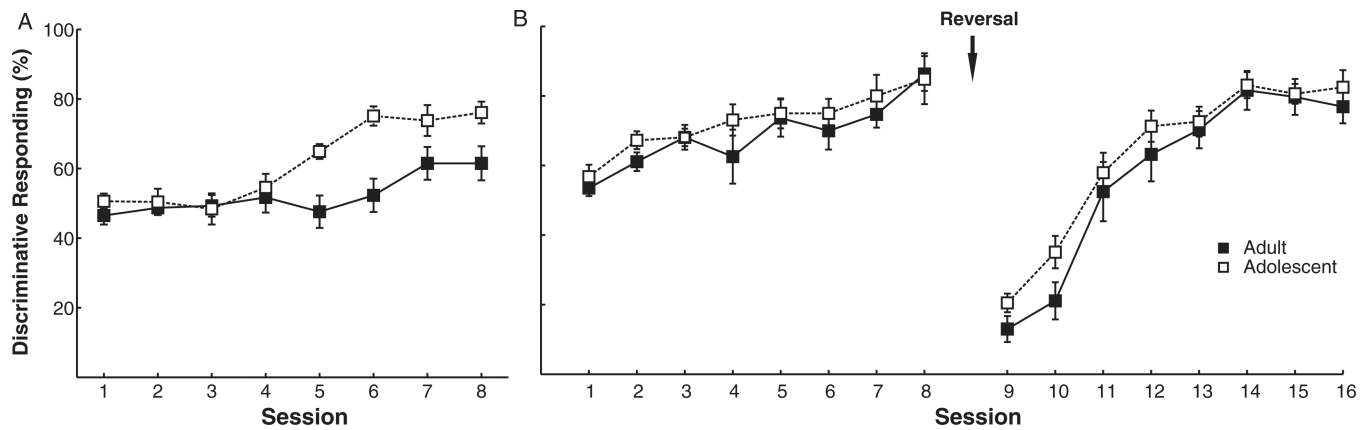 A
B
Reversal
Discriminative Responding (%)
100
80
60
40
20
1 2 3 4 5 6 7 8
Session
1 2 3 4 5 6 7 8 9 10 11 12 13 14 15 16
Session
Adult
Adolescent